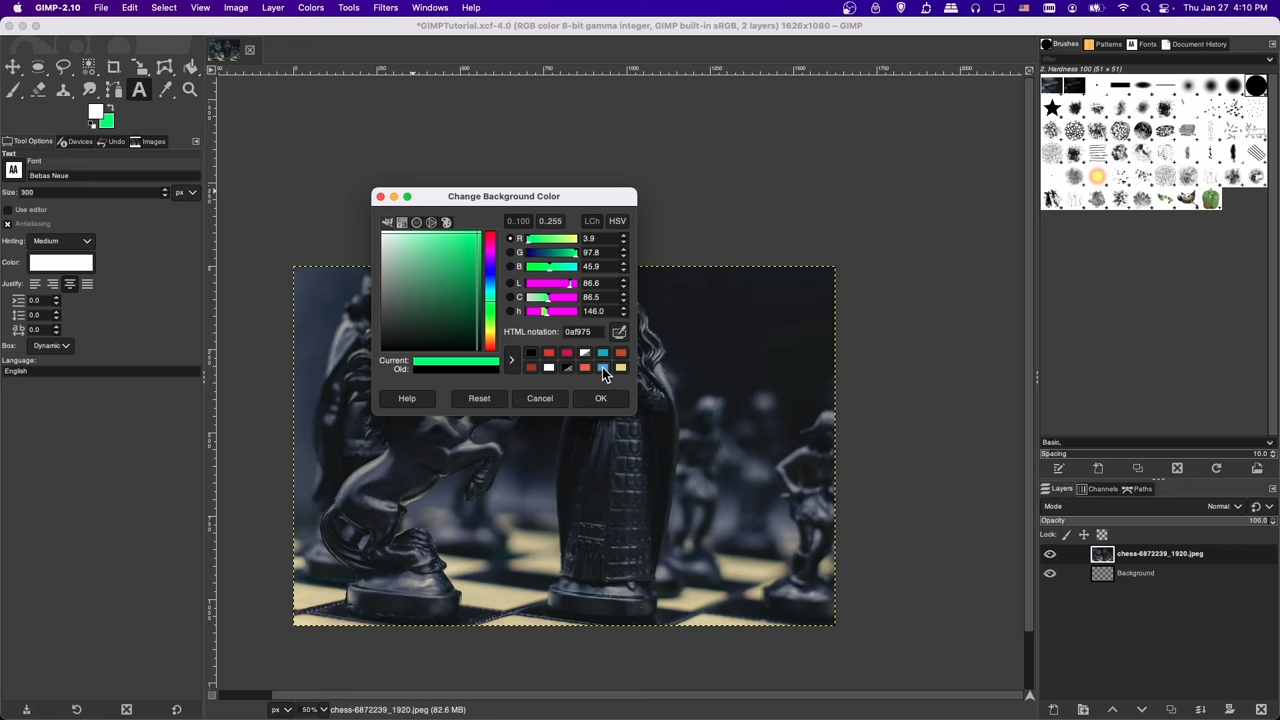 GIMP-2.10 File Edit Select View Image Layer Colors Tools Filters Windows Help
Thu Jan 27 4:10 PM
*GIMPTutorial.xcf-4.0 (RGB color 8-bit gamma integer, GIMP built-in sRGB, 2 layers) 1626x1080 – GIMP
Brushes Patterns Fonts Document History
filter
2. Hardness 100 (51 × 51)
Tool Options Devices Undo Images
Text
Font
Bebas Neue
Size: 300 px
Use editor
Antialiasing
Hinting: Medium
Color:
Justify:
0.0
0.0
0.0
Box: Dynamic
Language:
English
Change Background Color
0..100 0..255 LCh HSV
R 3.9
G 97.8
B 45.9
L 86.6
C 86.5
h 146.0
HTML notation: 0af975
Current:
Old:
Help Reset Cancel OK
Basic,
Spacing 10.0
Layers Channels Paths
Mode Normal
Opacity 100.0
Lock:
chess-6872239_1920.jpeg
Background
px 50% chess-6872239_1920.jpeg (82.6 MB)